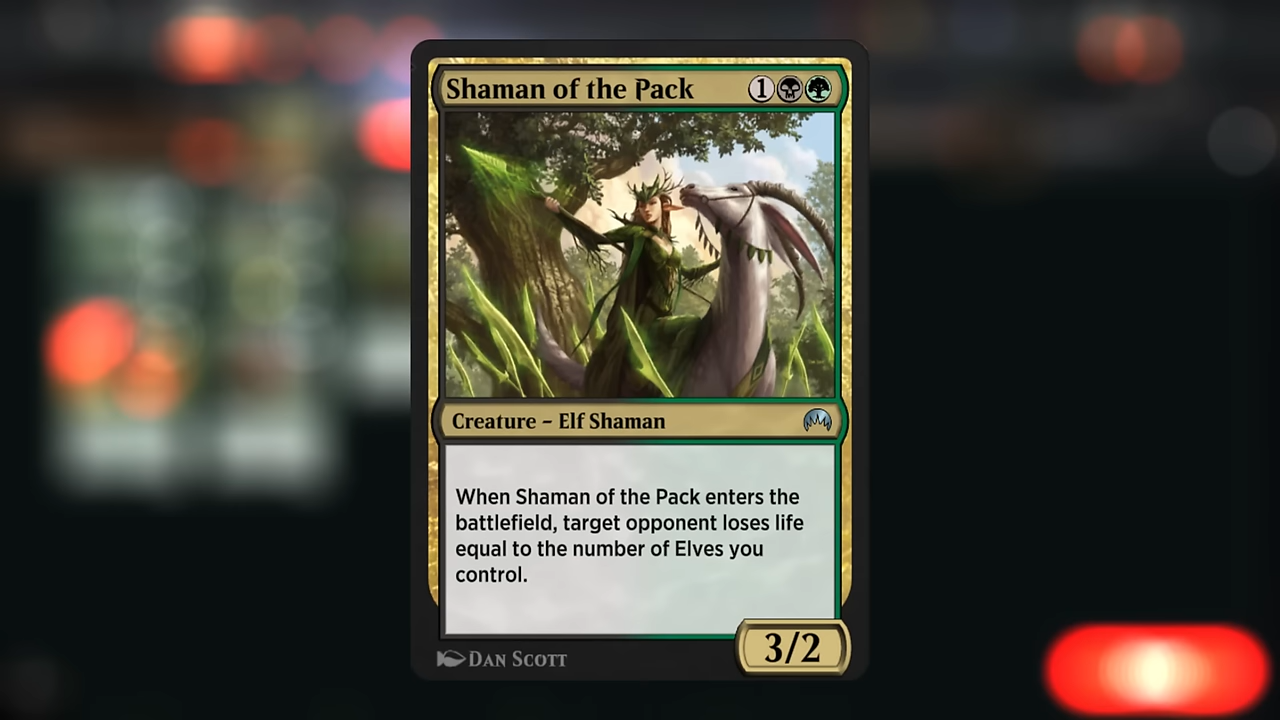 Shaman of the Pack 1
Creature – Elf Shaman
When Shaman of the Pack enters the
battlefield, target opponent loses life
equal to the number of Elves you
control.
3/2
DAN SCOTT